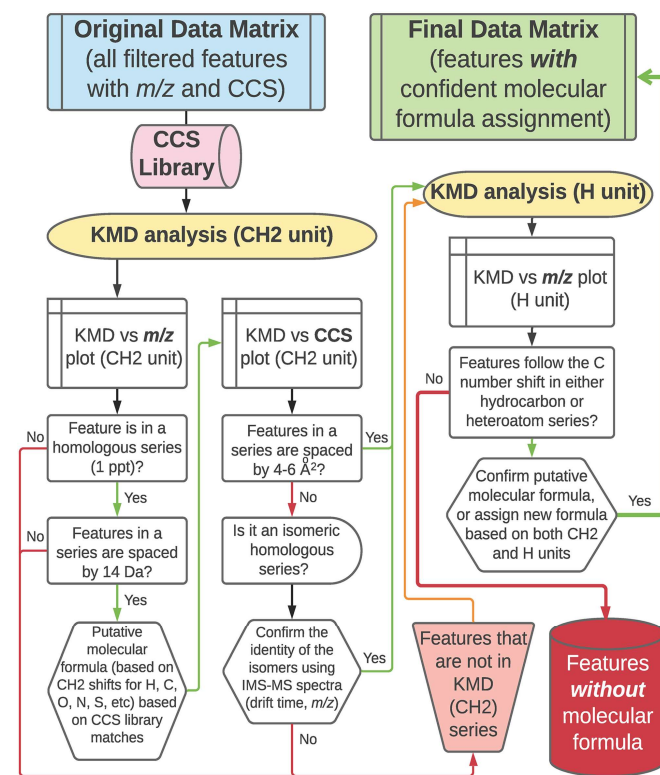 Original Data Matrix
(all filtered features
with m/z and CCS)
Final Data Matrix
(features with
confident molecular
formula assignment)
CCS
Library
KMD analysis (CH2 unit)
KMD analysis (H unit)
KMD vs m/z
plot (CH2 unit)
KMD vs CCS
plot (CH2 unit)
KMD vs m/z plot
(H unit)
No
Feature is in a
homologous series
(1 ppt)?
Yes
Features in a
series are spaced
by 4-6 Å²?
Yes
No
No
Features follow the C
number shift in either
hydrocarbon or
heteroatom series?
No
Features in a
series are spaced
by 14 Da?
Yes
Is it an isomeric
homologous
series?
Confirm putative
molecular formula,
or assign new formula
based on both CH2
and H units
Yes
Putative
molecular
formula (based on
CH2 shifts for H, C,
O, N, S, etc) based
on CCS library
matches
Confirm the
identity of the
isomers using
IMS-MS spectra
(drift time, m/z)
Yes
No
Features that
are not in
KMD
(CH2)
series
Features
without
molecular
formula